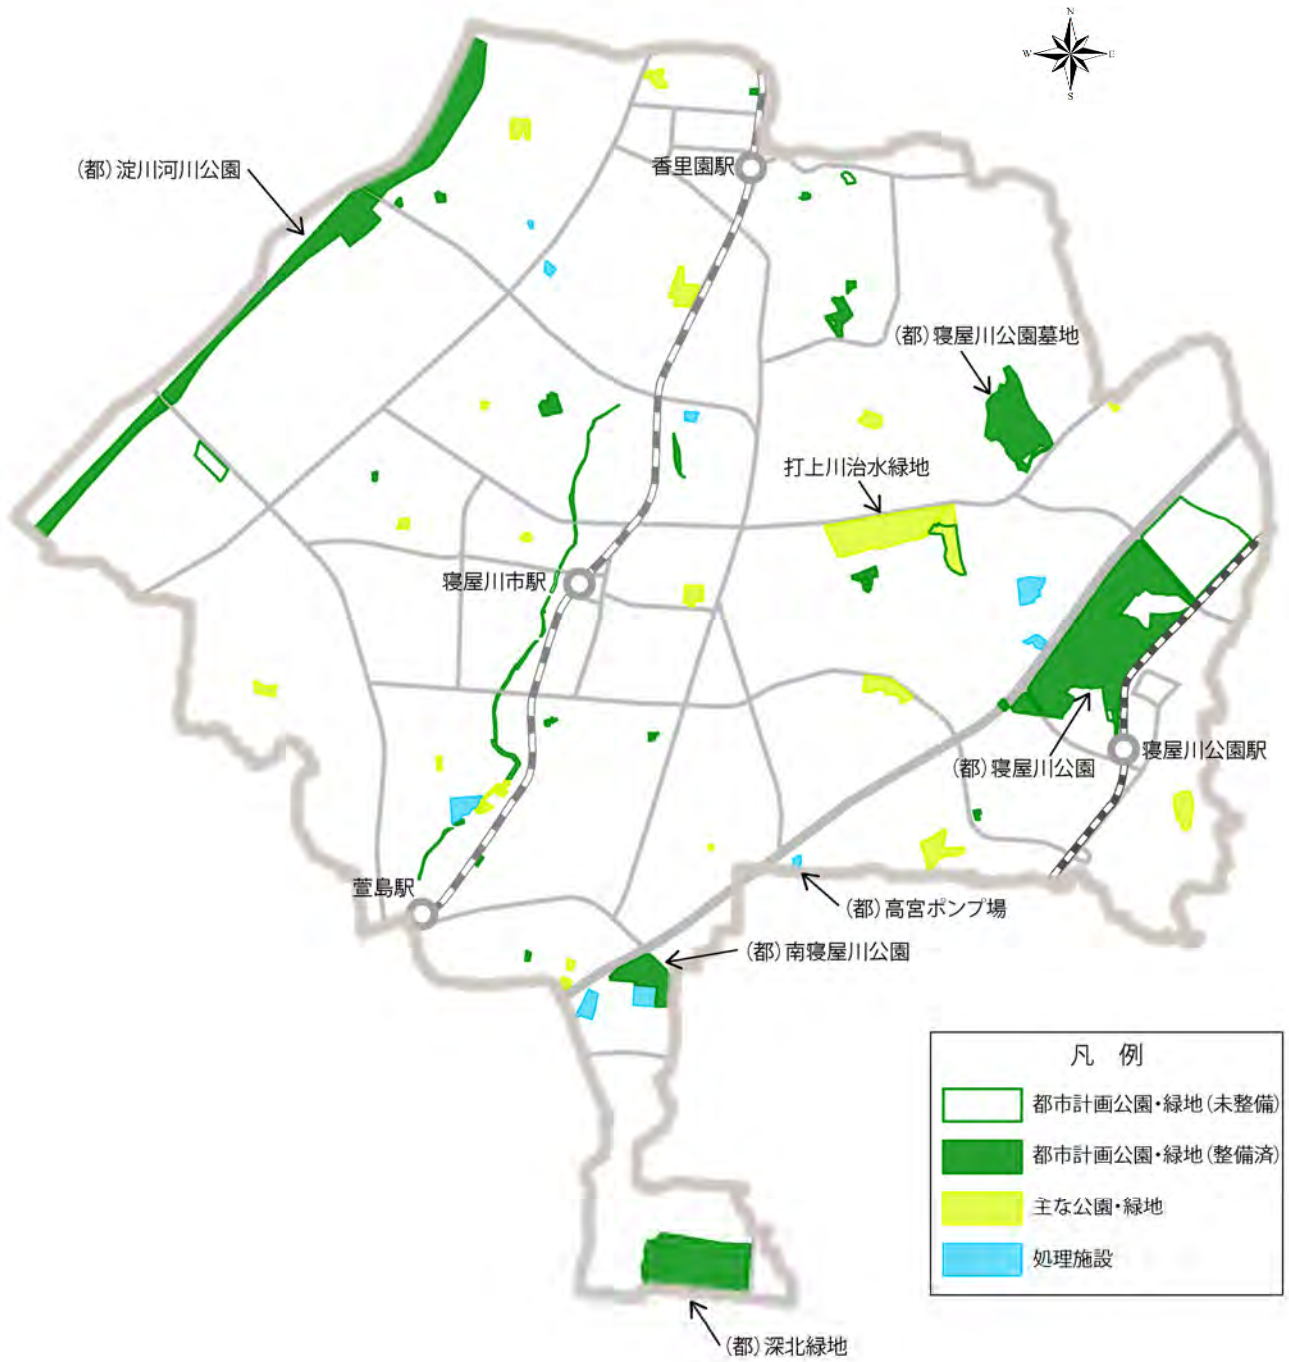 N
W
E
S
(都)淀川河川公園
香里園駅
(都)寝屋川公園墓地
打上川治水緑地
寝屋川市駅
(都)寝屋川公園
寝屋川公園駅
萱島駅
(都)高宮ポンプ場
(都)南寝屋川公園
凡 例
都市計画公園・緑地(未整備)
都市計画公園・緑地(整備済)
主な公園・緑地
処理施設
(都)深北緑地